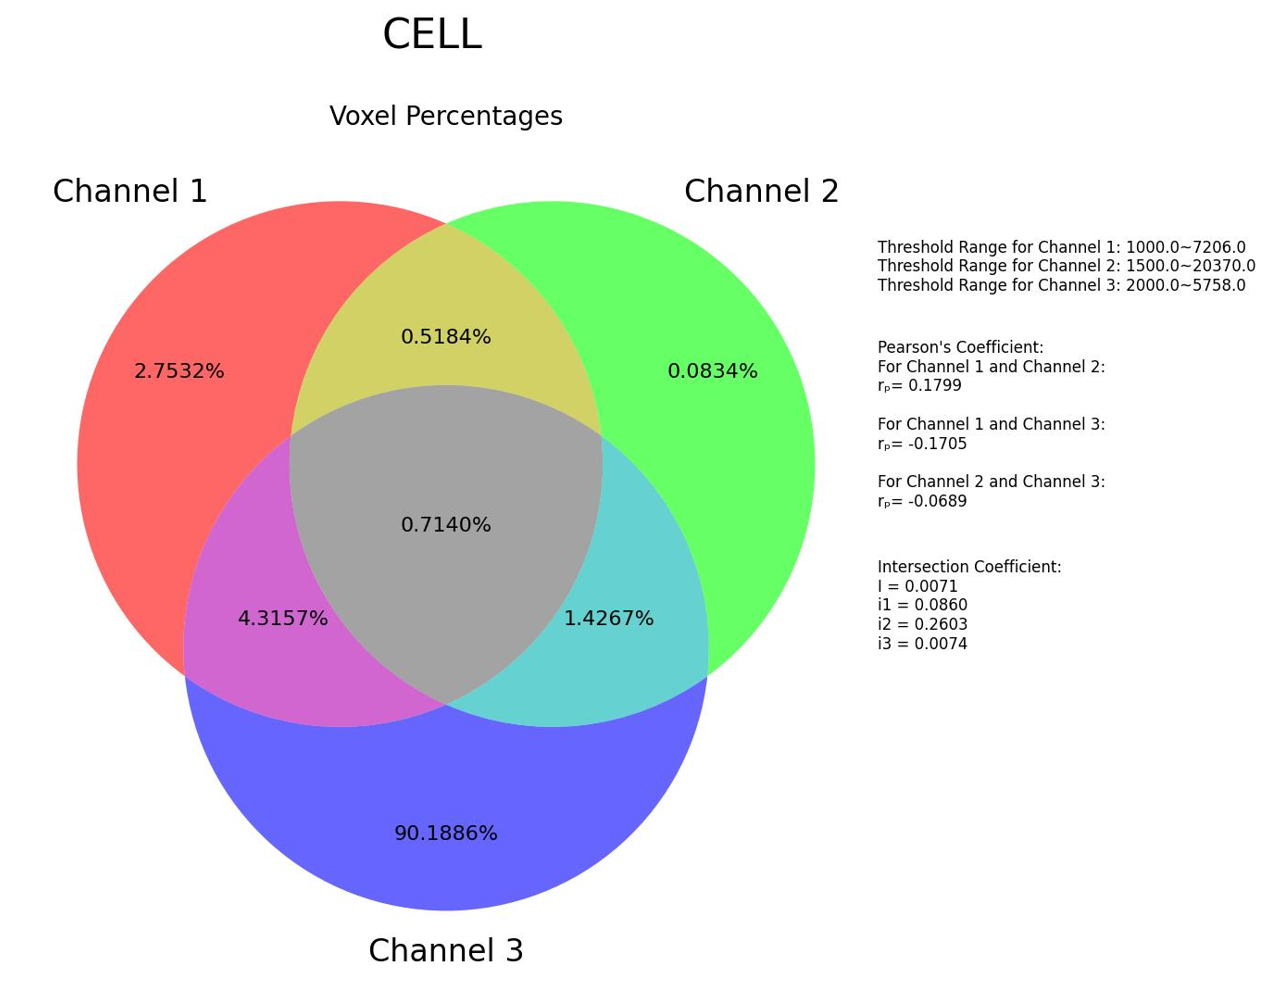 CELL
Voxel Percentages
Channel 1
Channel 2
0.5184%
2.7532%
0.0834%
0.7140%
4.3157%
1.4267%
90.1886%
Channel 3
Threshold Range for Channel 1: 1000.0~7206.0
Threshold Range for Channel 2: 1500.0~20370.0
Threshold Range for Channel 3: 2000.0~5758.0
Pearson's Coefficient:
For Channel 1 and Channel 2:
rₚ= 0.1799
For Channel 1 and Channel 3:
rₚ= -0.1705
For Channel 2 and Channel 3:
rₚ= -0.0689
Intersection Coefficient:
I = 0.0071
i1 = 0.0860
i2 = 0.2603
i3 = 0.0074